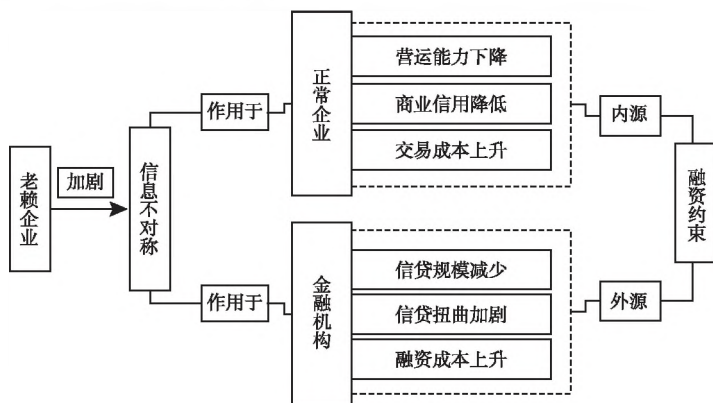 老赖企业
加剧
信息不对称
作用于
正常企业
营运能力下降
商业信用降低
交易成本上升
内源
作用于
金融机构
信贷规模减少
信贷扭曲加剧
融资成本上升
外源
融资约束